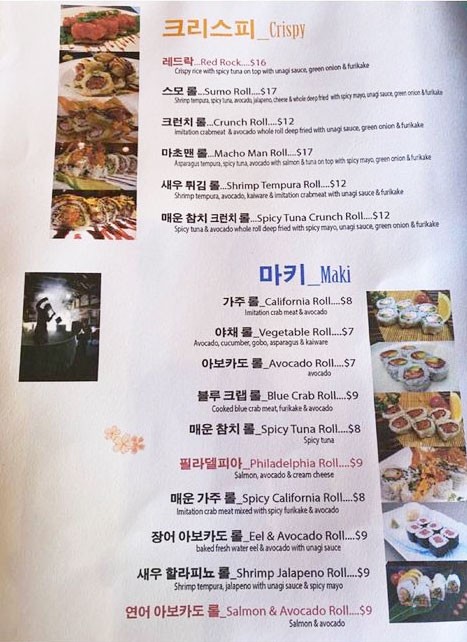 크리스피_Crispy
레드락...Red Rock....$16
Crispy rice with spicy tuna on top with unagi sauce, green onion & furikake
스모 롤...Sumo Roll....$17
Shrimp tempura, spicy tuna, avocado, jalapeno, cheese & whole deep fried with spicy mayo, unagi sauce, green onion & furikake
크런치 롤...Crunch Roll....$12
Imitation crabmeat & avocado whole roll deep fried with unagi sauce, green onion & furikake
마초맨 롤...Macho Man Roll....$17
Asparagus tempura, spicy tuna, avocado with salmon & tuna on top with spicy mayo, green onion & furikake
새우 튀김 롤...Shrimp Tempura Roll....$12
Shrimp tempura, avocado, kaiware & imitation crabmeat with unagi sauce & furikake
매운 참치 크런치 롤...Spicy Tuna Crunch Roll....$12
Spicy tuna & avocado whole roll deep fried with spicy mayo, unagi sauce, green onion & furikake
마키_Maki
가주 롤_California Roll....$8
Imitation crab meat & avocado
야채 롤_Vegetable Roll....$7
Avocado, cucumber, gobo, asparagus & kaiware
아보카도 롤_Avocado Roll....$7
avocado
블루 크랩 롤_Blue Crab Roll....$9
Cooked blue crab meat, furikake & avocado
매운 참치 롤_Spicy Tuna Roll....$8
Spicy tuna
필라델피아_Philadelphia Roll....$9
Salmon, avocado & cream cheese
매운 가주 롤_Spicy California Roll....$8
Imitation crab meat mixed with spicy furikake & avocado
장어 아보카도 롤_Eel & Avocado Roll....$9
baked fresh water eel & avocado with unagi sauce
새우 할라피뇨 롤_Shrimp Jalapeno Roll....$9
Shrimp tempura, jalapeno with unagi sauce & spicy mayo
연어 아보카도 롤_Salmon & Avocado Roll....$9
Salmon & avocado